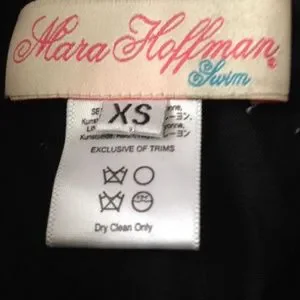 Mara Hoffman®
Swim
XS
EXCLUSIVE OF TRIMS
Dry Clean Only